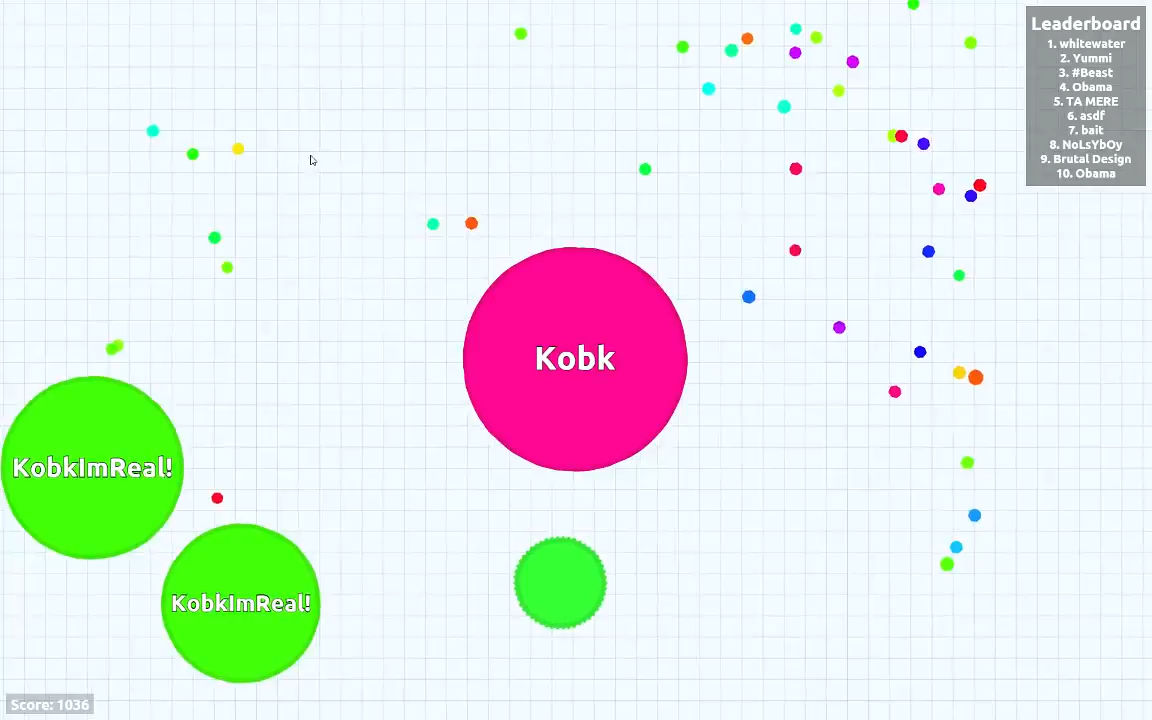 Leaderboard
1. whitewater
2. Yummi
3. #Beast
4. Obama
5. TA MERE
6. asdf
7. bait
8. NoLsYbOy
9. Brutal Design
10. Obama
Kobk
KobkImReal!
KobkImReal!
Score: 1036